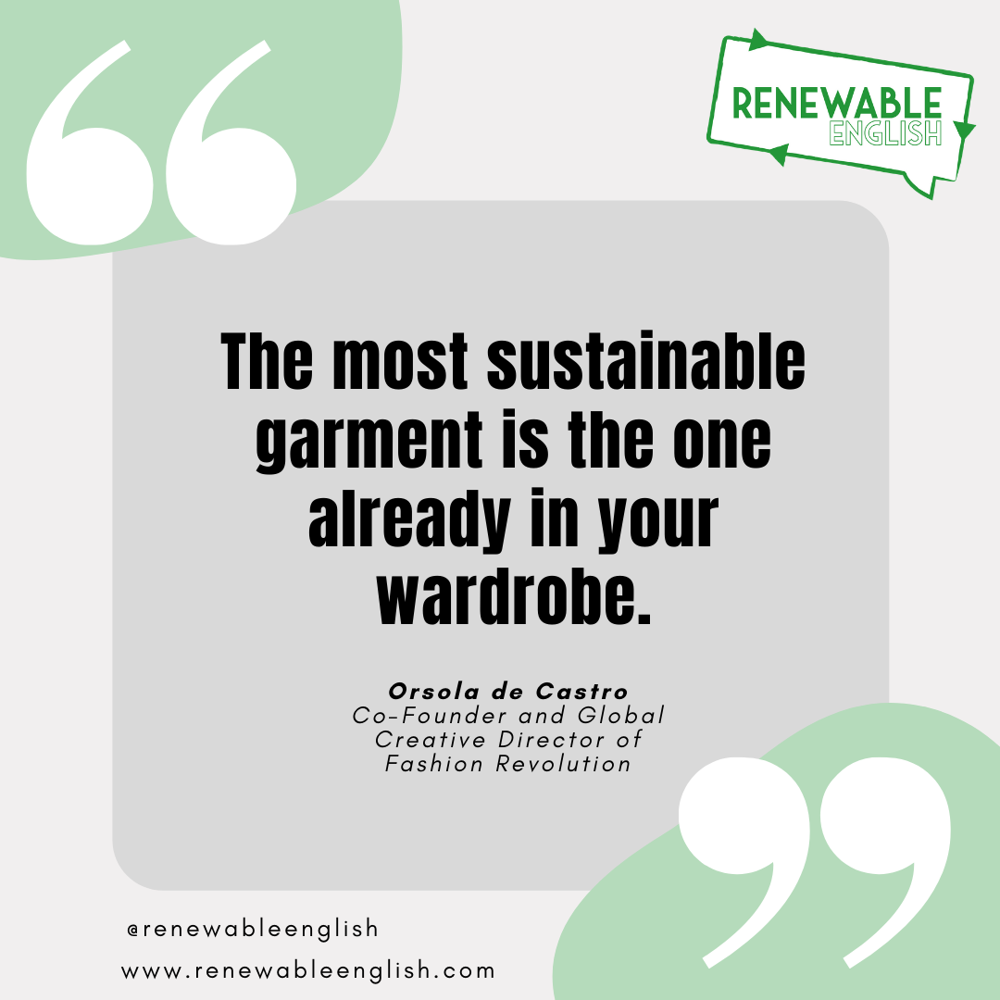 RENEWABLE
ENGLISH
The most sustainable
garment is the one
already in your
wardrobe.
Orsola de Castro
Co-Founder and Global
Creative Director of
Fashion Revolution
@renewableenglish
www.renewableenglish.com